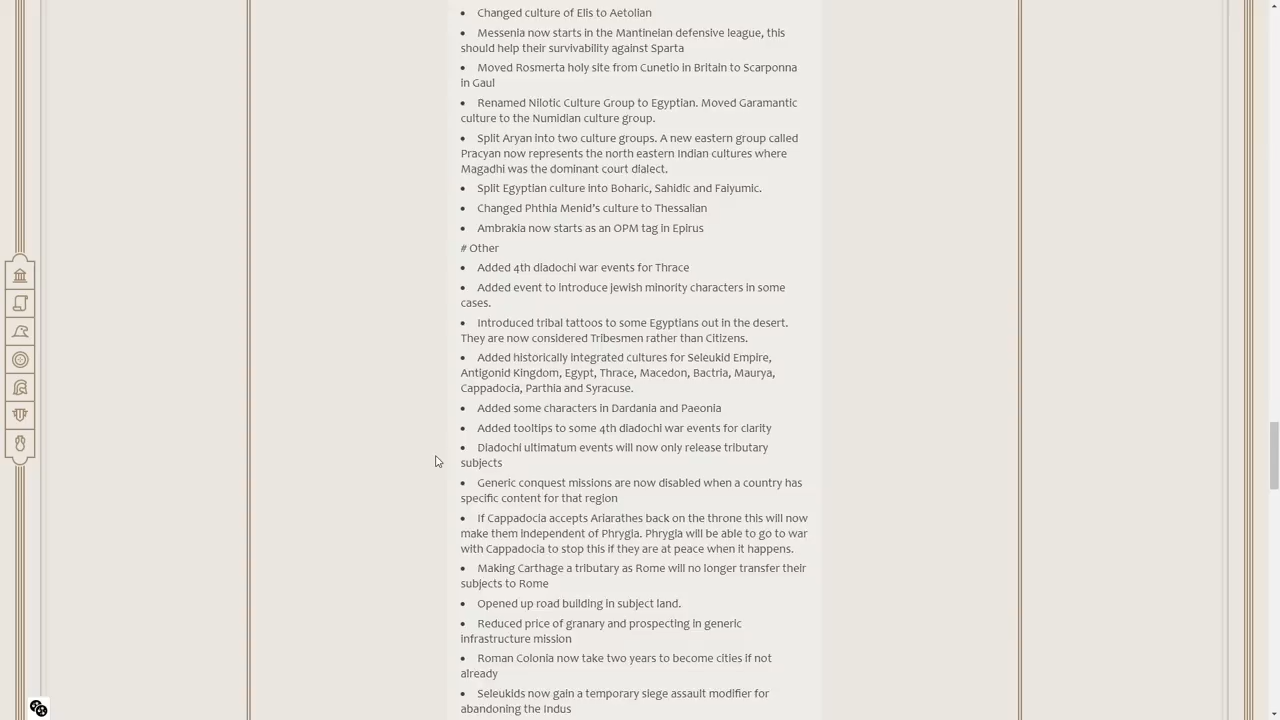 • Changed culture of Elis to Aetolian
• Messenia now starts in the Mantineian defensive league, this
should help their survivability against Sparta
• Moved Rosmerta holy site from Cunetio in Britain to Scarponna
in Gaul
• Renamed Nilotic Culture Group to Egyptian. Moved Garamantic
culture to the Numidian culture group.
• Split Aryan into two culture groups. A new eastern group called
Pracyan now represents the north eastern Indian cultures where
Magadhi was the dominant court dialect.
• Split Egyptian culture into Boharic, Sahidic and Faiyumic.
• Changed Phthia Menid's culture to Thessalian
• Ambrakia now starts as an OPM tag in Epirus
# Other
• Added 4th diadochi war events for Thrace
• Added event to introduce jewish minority characters in some
cases.
• Introduced tribal tattoos to some Egyptians out in the desert.
They are now considered Tribesmen rather than Citizens.
• Added historically integrated cultures for Seleukid Empire,
Antigonid Kingdom, Egypt, Thrace, Macedon, Bactria, Maurya,
Cappadocia, Parthia and Syracuse.
• Added some characters in Dardania and Paeonia
• Added tooltips to some 4th diadochi war events for clarity
• Diadochi ultimatum events will now only release tributary
subjects
• Generic conquest missions are now disabled when a country has
specific content for that region
• If Cappadocia accepts Ariarathes back on the throne this will now
make them independent of Phrygia. Phrygia will be able to go to war
with Cappadocia to stop this if they are at peace when it happens.
• Making Carthage a tributary as Rome will no longer transfer their
subjects to Rome
• Opened up road building in subject land.
• Reduced price of granary and prospecting in generic
infrastructure mission
• Roman Colonia now take two years to become cities if not
already
• Seleukids now gain a temporary siege assault modifier for
abandoning the Indus